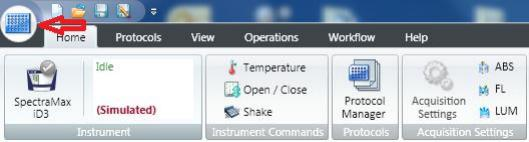 Home Protocols View Operations Workflow Help
Idle
(Simulated)
SpectraMax
iD3
Instrument
Temperature
Open / Close
Shake
Instrument Commands
Protocol
Manager
Protocols
Acquisition
Settings
ABS
FL
LUM
Acquisition Settings